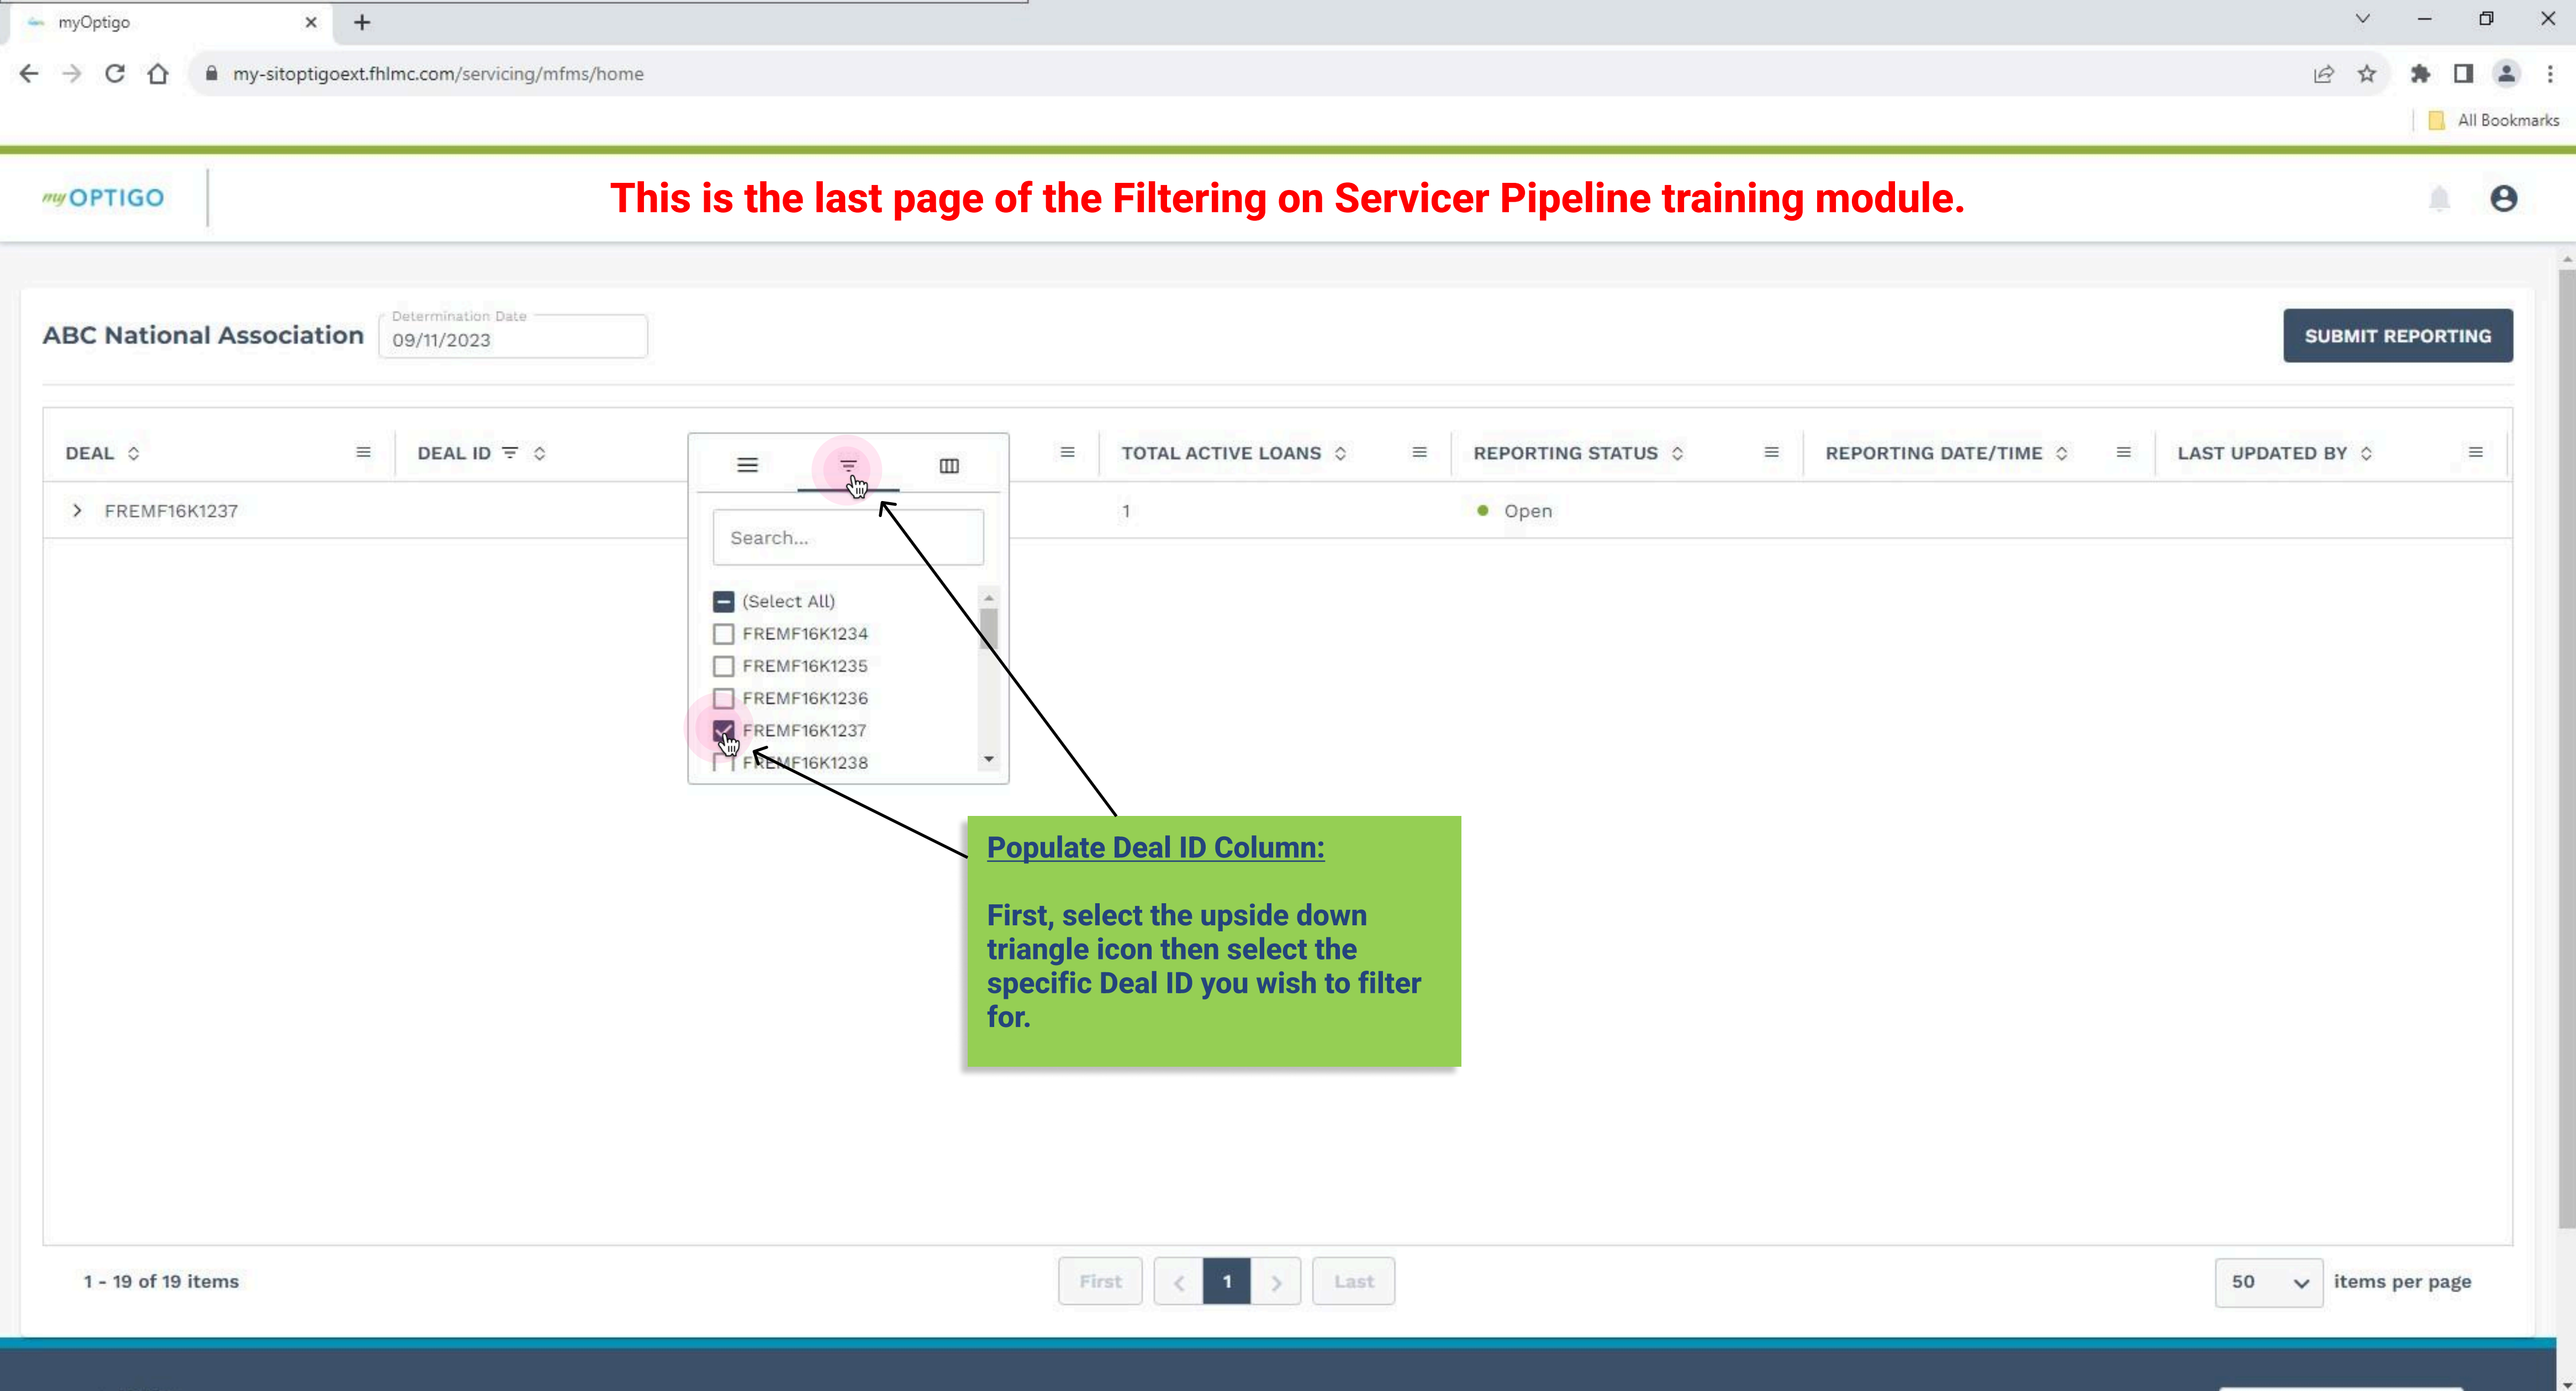 myOptigo
my-sitoptigoext.fhlmc.com/servicing/mfms/home
All Bookmarks
myOPTIGO
This is the last page of the Filtering on Servicer Pipeline training module.
ABC National Association
Determination Date
09/11/2023
SUBMIT REPORTING
DEAL
DEAL ID
TOTAL ACTIVE LOANS
REPORTING STATUS
REPORTING DATE/TIME
LAST UPDATED BY
FREMF16K1237
1
Open
Search...
(Select All)
FREMF16K1234
FREMF16K1235
FREMF16K1236
FREMF16K1237
FREMF16K1238
Populate Deal ID Column:
First, select the upside down
triangle icon then select the
specific Deal ID you wish to filter
for.
1 - 19 of 19 items
First
1
Last
50
items per page